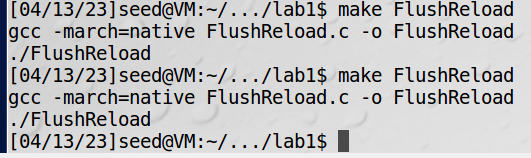 [04/13/23]seed@VM:~/.../lab1$ make FlushReload
gcc -march=native FlushReload.c -o FlushReload
./FlushReload
[04/13/23]seed@VM:~/.../lab1$ make FlushReload
gcc -march=native FlushReload.c -o FlushReload
./FlushReload
[04/13/23]seed@VM:~/.../lab1$